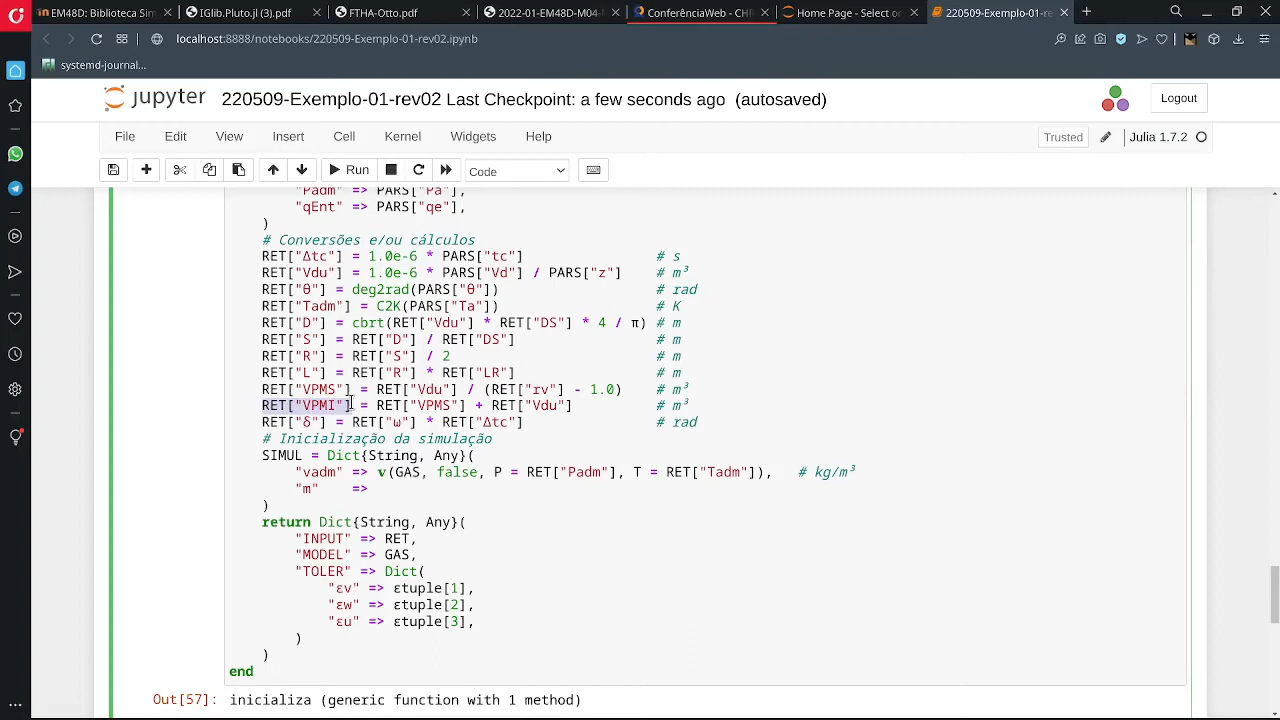 EM48D: Biblioteca Sim
IGlib.Pluto.jl (3).pdf
FTHA-Otto.pdf
2022-01-EM48D-M04-
ConferênciaWeb - CHF
Home Page - Select or
220509-Exemplo-01-re
localhost:8888/notebooks/220509-Exemplo-01-rev02.ipynb
systemd-journal...
jupyter 220509-Exemplo-01-rev02 Last Checkpoint: a few seconds ago (autosaved)
Logout
File Edit View Insert Cell Kernel Widgets Help
Trusted Julia 1.7.2
Run Code
"Padm" => PARS["Pa"],
"qEnt" => PARS["qe"],
)
# Conversões e/ou cálculos
RET["Δtc"] = 1.0e-6 * PARS["tc"] # s
RET["Vdu"] = 1.0e-6 * PARS["Vd"] / PARS["z"] # m³
RET["θ"] = deg2rad(PARS["θ"]) # rad
RET["Tadm"] = C2K(PARS["Ta"]) # K
RET["D"] = cbrt(RET["Vdu"] * RET["DS"] * 4 / π) # m
RET["S"] = RET["D"] / RET["DS"] # m
RET["R"] = RET["S"] / 2 # m
RET["L"] = RET["R"] * RET["LR"] # m
RET["VPMS"] = RET["Vdu"] / (RET["rv"] - 1.0) # m³
RET["VPMI"] = RET["VPMS"] + RET["Vdu"] # m³
RET["δ"] = RET["ω"] * RET["Δtc"] # rad
# Inicialização da simulação
SIMUL = Dict{String, Any}(
"vadm" => v(GAS, false, P = RET["Padm"], T = RET["Tadm"]), # kg/m³
"m" =>
)
return Dict{String, Any}(
"INPUT" => RET,
"MODEL" => GAS,
"TOLER" => Dict(
"εv" => εtuple[1],
"εw" => εtuple[2],
"εu" => εtuple[3],
)
)
end
Out[57]: inicializa (generic function with 1 method)